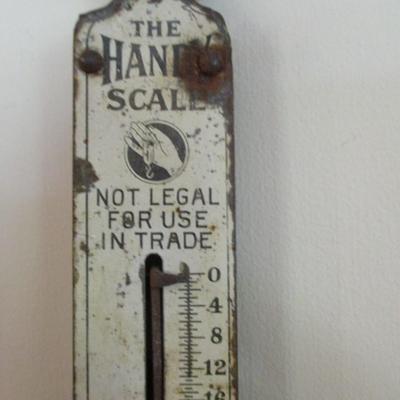 THE
HANDY
SCALE
NOT LEGAL
FOR USE
IN TRADE
0
4
8
12
16